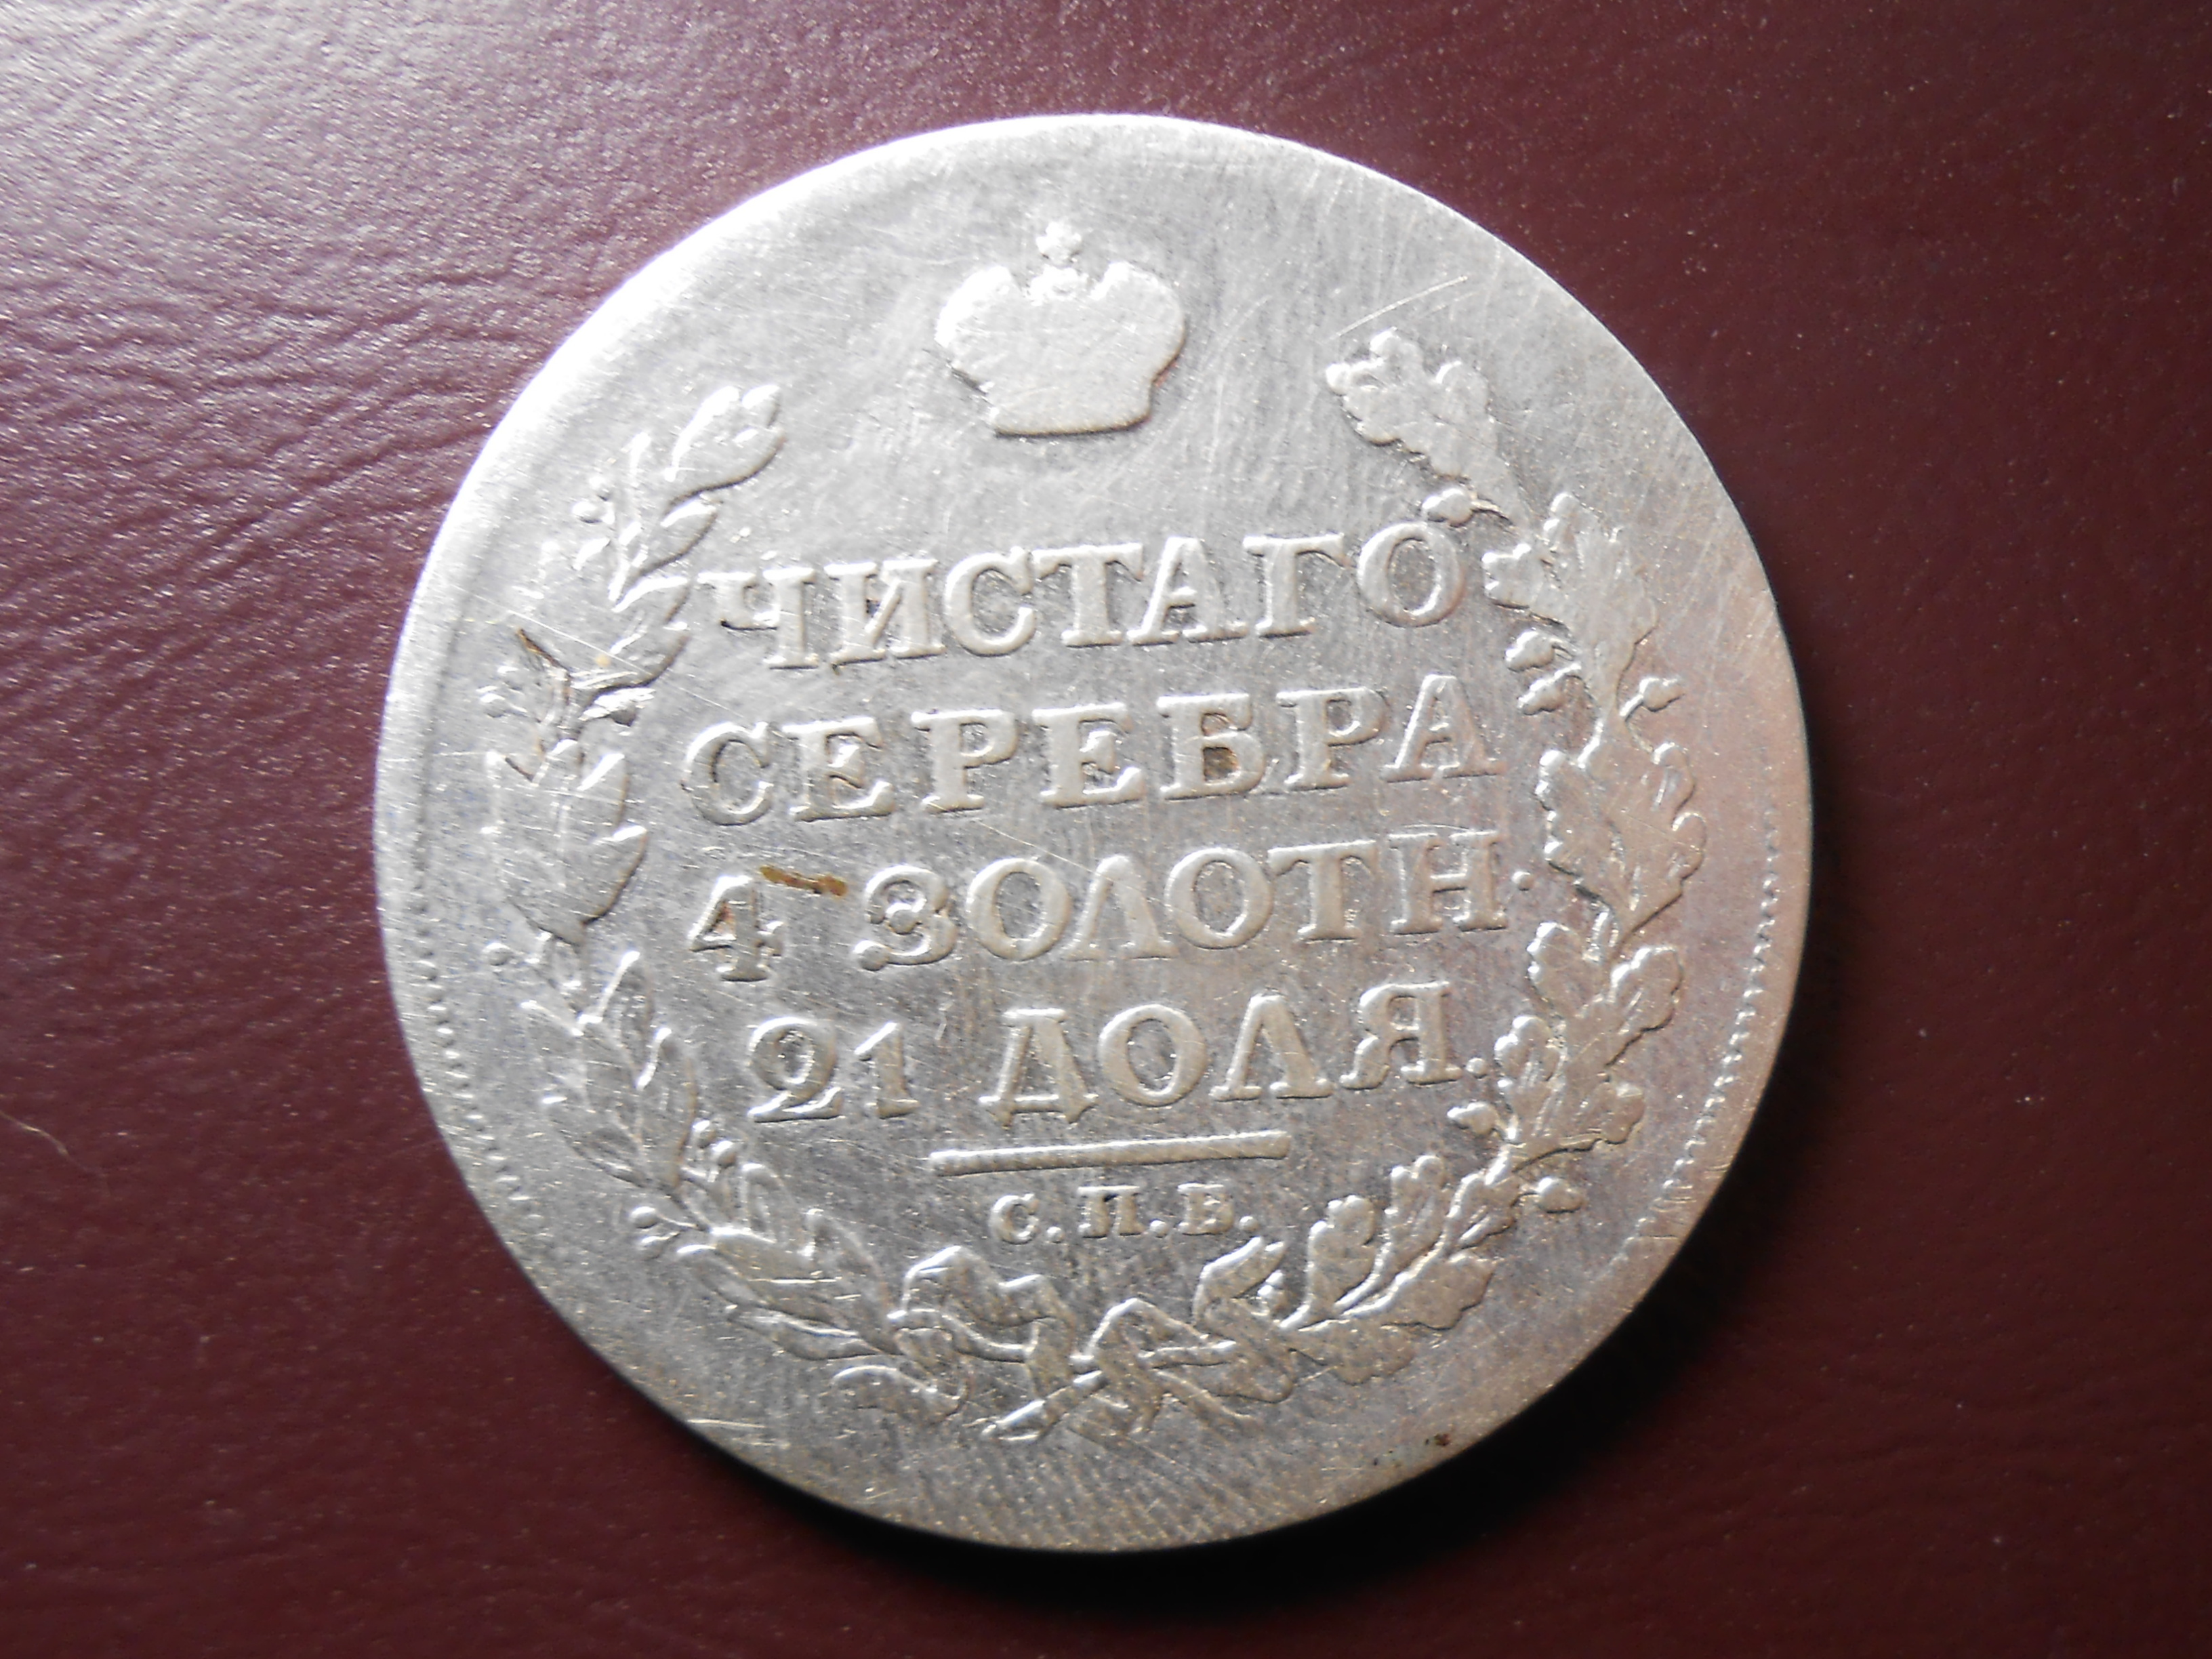 ЧИСТАГО
СЕРЕБРА
4 ЗОЛОТН.
21 ДОЛЯ.
С.П.Б.